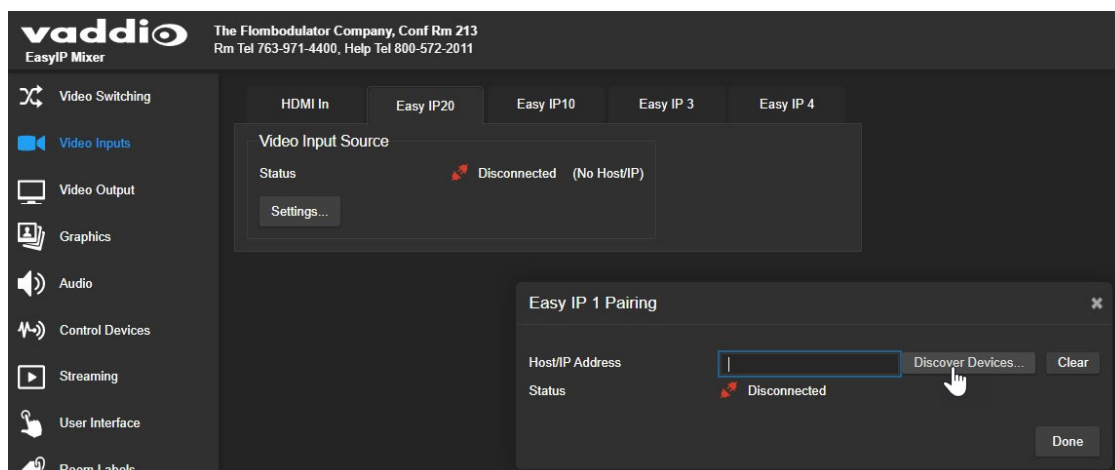 vaddio
EasyIP Mixer
The Flombodulator Company, Conf Rm 213
Rm Tel 763-971-4400, Help Tel 800-572-2011
Video Switching
Video Inputs
Video Output
Graphics
Audio
Control Devices
Streaming
User Interface
Room Labels
HDMI In
Easy IP20
Easy IP10
Easy IP 3
Easy IP 4
Video Input Source
Status
Disconnected (No Host/IP)
Settings...
Easy IP 1 Pairing
Host/IP Address
Discover Devices...
Clear
Status
Disconnected
Done